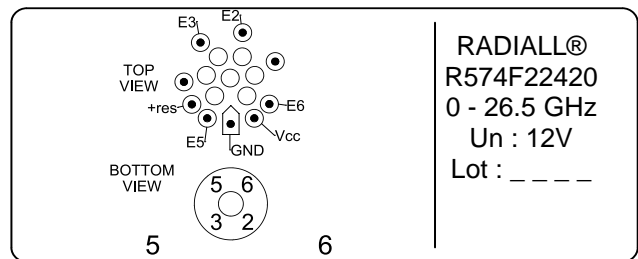 E3
E2
TOP
VIEW
+res
E6
E5
Vcc
GND
BOTTOM
VIEW
5 6
3 2
5 6
RADIALL®
R574F22420
0 - 26.5 GHz
Un : 12V
Lot : _ _ _ _